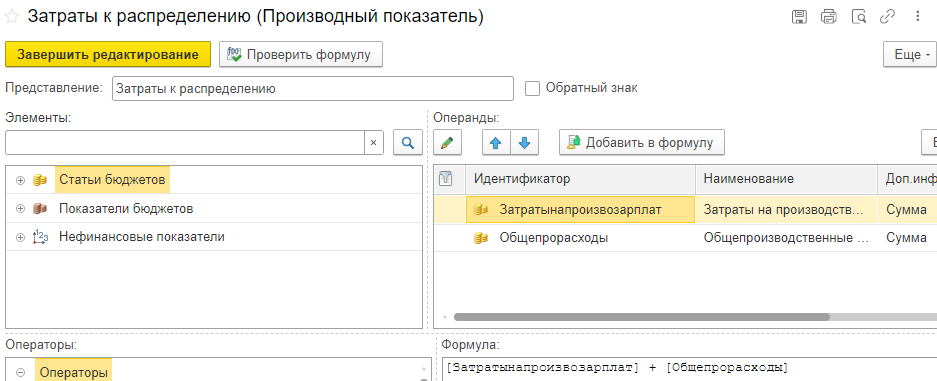 Затраты к распределению (Производный показатель)
Завершить редактирование
Проверить формулу
Еще
Представление: Затраты к распределению
Обратный знак
Элементы:
Операнды:
Добавить в формулу
Идентификатор Наименование Доп.инф
Статьи бюджетов
Показатели бюджетов
Нефинансовые показатели
Затратынапроизвозарплат Затраты на производств... Сумма
Общепрорасходы Общепроизводственные ... Сумма
Операторы:
Операторы
Формула:
[Затратынапроизвозарплат] + [Общепрорасходы]